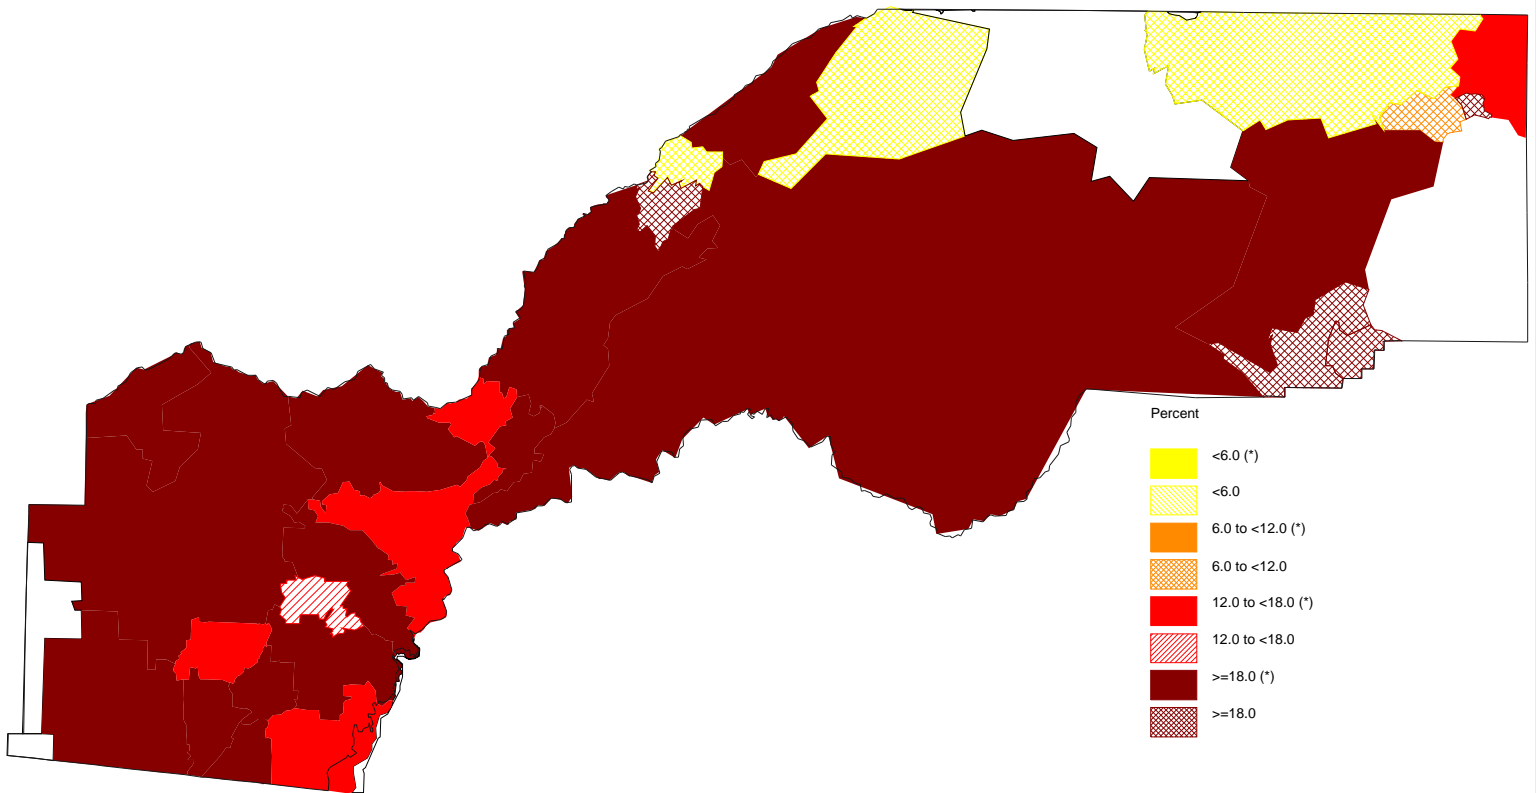 Percent
<6.0 (*)
<6.0
6.0 to <12.0 (*)
6.0 to <12.0
12.0 to <18.0 (*)
12.0 to <18.0
>=18.0 (*)
>=18.0